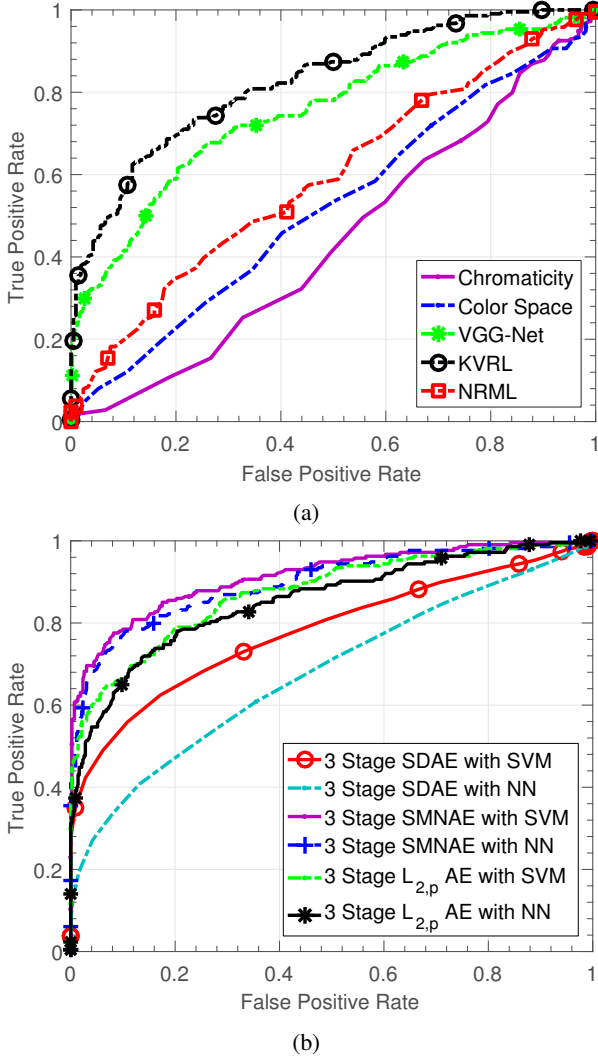 1
0.8
0.6
0.4
0.2
0
True Positive Rate
Chromaticity
Color Space
VGG-Net
KVRL
NRML
0 0.2 0.4 0.6 0.8 1
False Positive Rate
(a)
1
0.8
0.6
0.4
0.2
0
True Positive Rate
3 Stage SDAE with SVM
3 Stage SDAE with NN
3 Stage SMNAE with SVM
3 Stage SMNAE with NN
3 Stage L2,p AE with SVM
3 Stage L2,p AE with NN
0 0.2 0.4 0.6 0.8 1
False Positive Rate
(b)